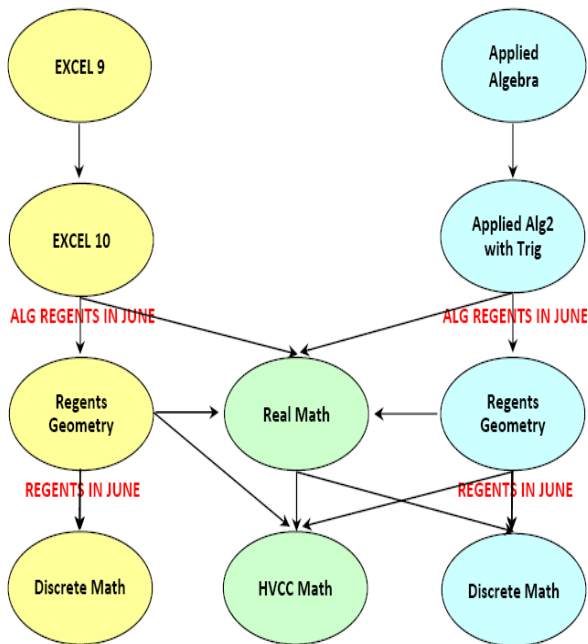 EXCEL 9
Applied
Algebra
EXCEL 10
Applied Alg2
with Trig
ALG REGENTS IN JUNE
ALG REGENTS IN JUNE
Regents
Geometry
Real Math
Regents
Geometry
REGENTS IN JUNE
REGENTS IN JUNE
Discrete Math
HVCC Math
Discrete Math